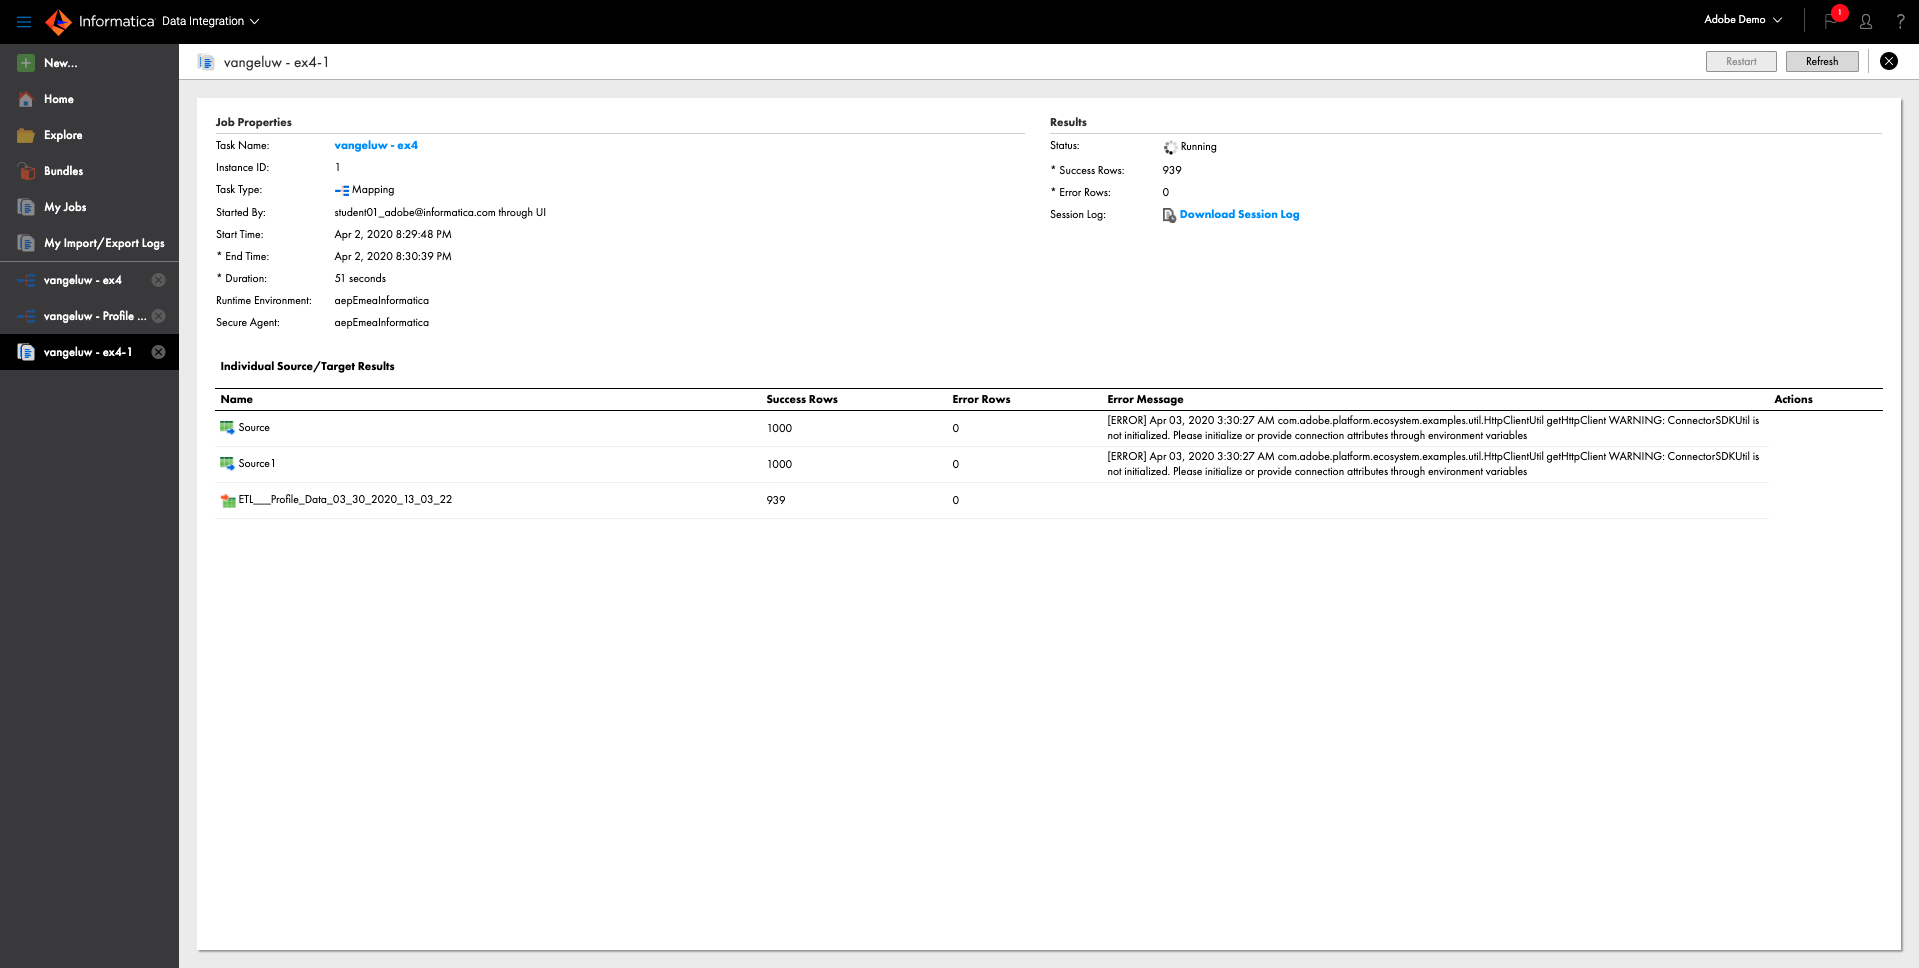 Informatica Data Integration
Adobe Demo
1
?
New...
Home
Explore
Bundles
My Jobs
My Import/Export Logs
vangeluw - ex4
vangeluw - Profile ...
vangeluw - ex4-1
vangeluw - ex4-1
Restart
Refresh
Job Properties
Task Name: vangeluw - ex4
Instance ID: 1
Task Type: Mapping
Started By: student01_adobe@informatica.com through UI
Start Time: Apr 2, 2020 8:29:48 PM
* End Time: Apr 2, 2020 8:30:39 PM
* Duration: 51 seconds
Runtime Environment: aepEmeaInformatica
Secure Agent: aepEmeaInformatica
Results
Status: Running
* Success Rows: 939
* Error Rows: 0
Session Log: Download Session Log
Individual Source/Target Results
Name Success Rows Error Rows Error Message Actions
Source 1000 0 [ERROR] Apr 03, 2020 3:30:27 AM com.adobe.platform.ecosystem.examples.util.HttpClientUtil getHttpClient WARNING: ConnectorSDKUtil is
not initialized. Please initialize or provide connection attributes through environment variables
Source1 1000 0 [ERROR] Apr 03, 2020 3:30:27 AM com.adobe.platform.ecosystem.examples.util.HttpClientUtil getHttpClient WARNING: ConnectorSDKUtil is
not initialized. Please initialize or provide connection attributes through environment variables
ETL___Profile_Data_03_30_2020_13_03_22 939 0